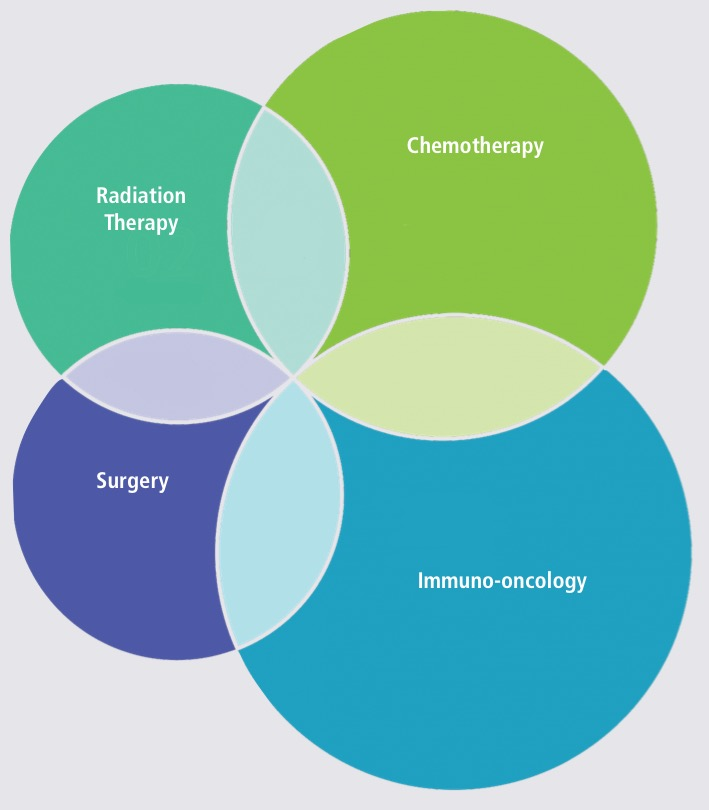 Chemotherapy
Radiation
Therapy
Surgery
Immuno-oncology